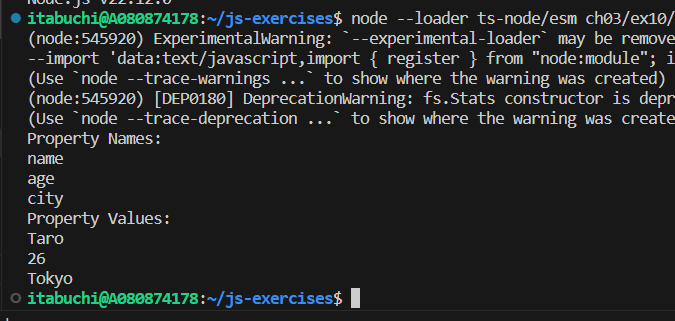 Node.js v22.12.0
itabuchi@A080874178:~/js-exercises$ node --loader ts-node/esm ch03/ex10/
(node:545920) ExperimentalWarning: `--experimental-loader` may be remove
--import 'data:text/javascript,import { register } from "node:module"; i
(Use `node --trace-warnings ...` to show where the warning was created)
(node:545920) [DEP0180] DeprecationWarning: fs.Stats constructor is depr
(Use `node --trace-deprecation ...` to show where the warning was create
Property Names:
name
age
city
Property Values:
Taro
26
Tokyo
itabuchi@A080874178:~/js-exercises$